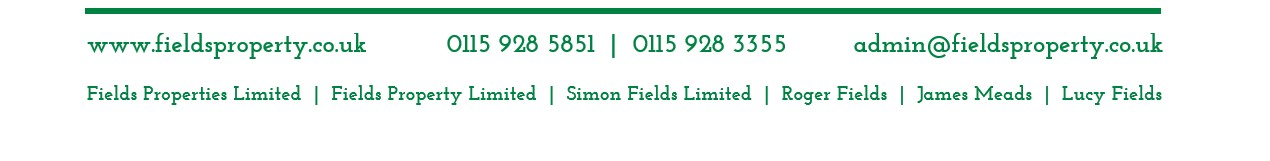 www.fieldsproperty.co.uk 0115 928 5851 | 0115 928 3355 admin@fieldsproperty.co.uk
Fields Properties Limited | Fields Property Limited | Simon Fields Limited | Roger Fields | James Meads | Lucy Fields